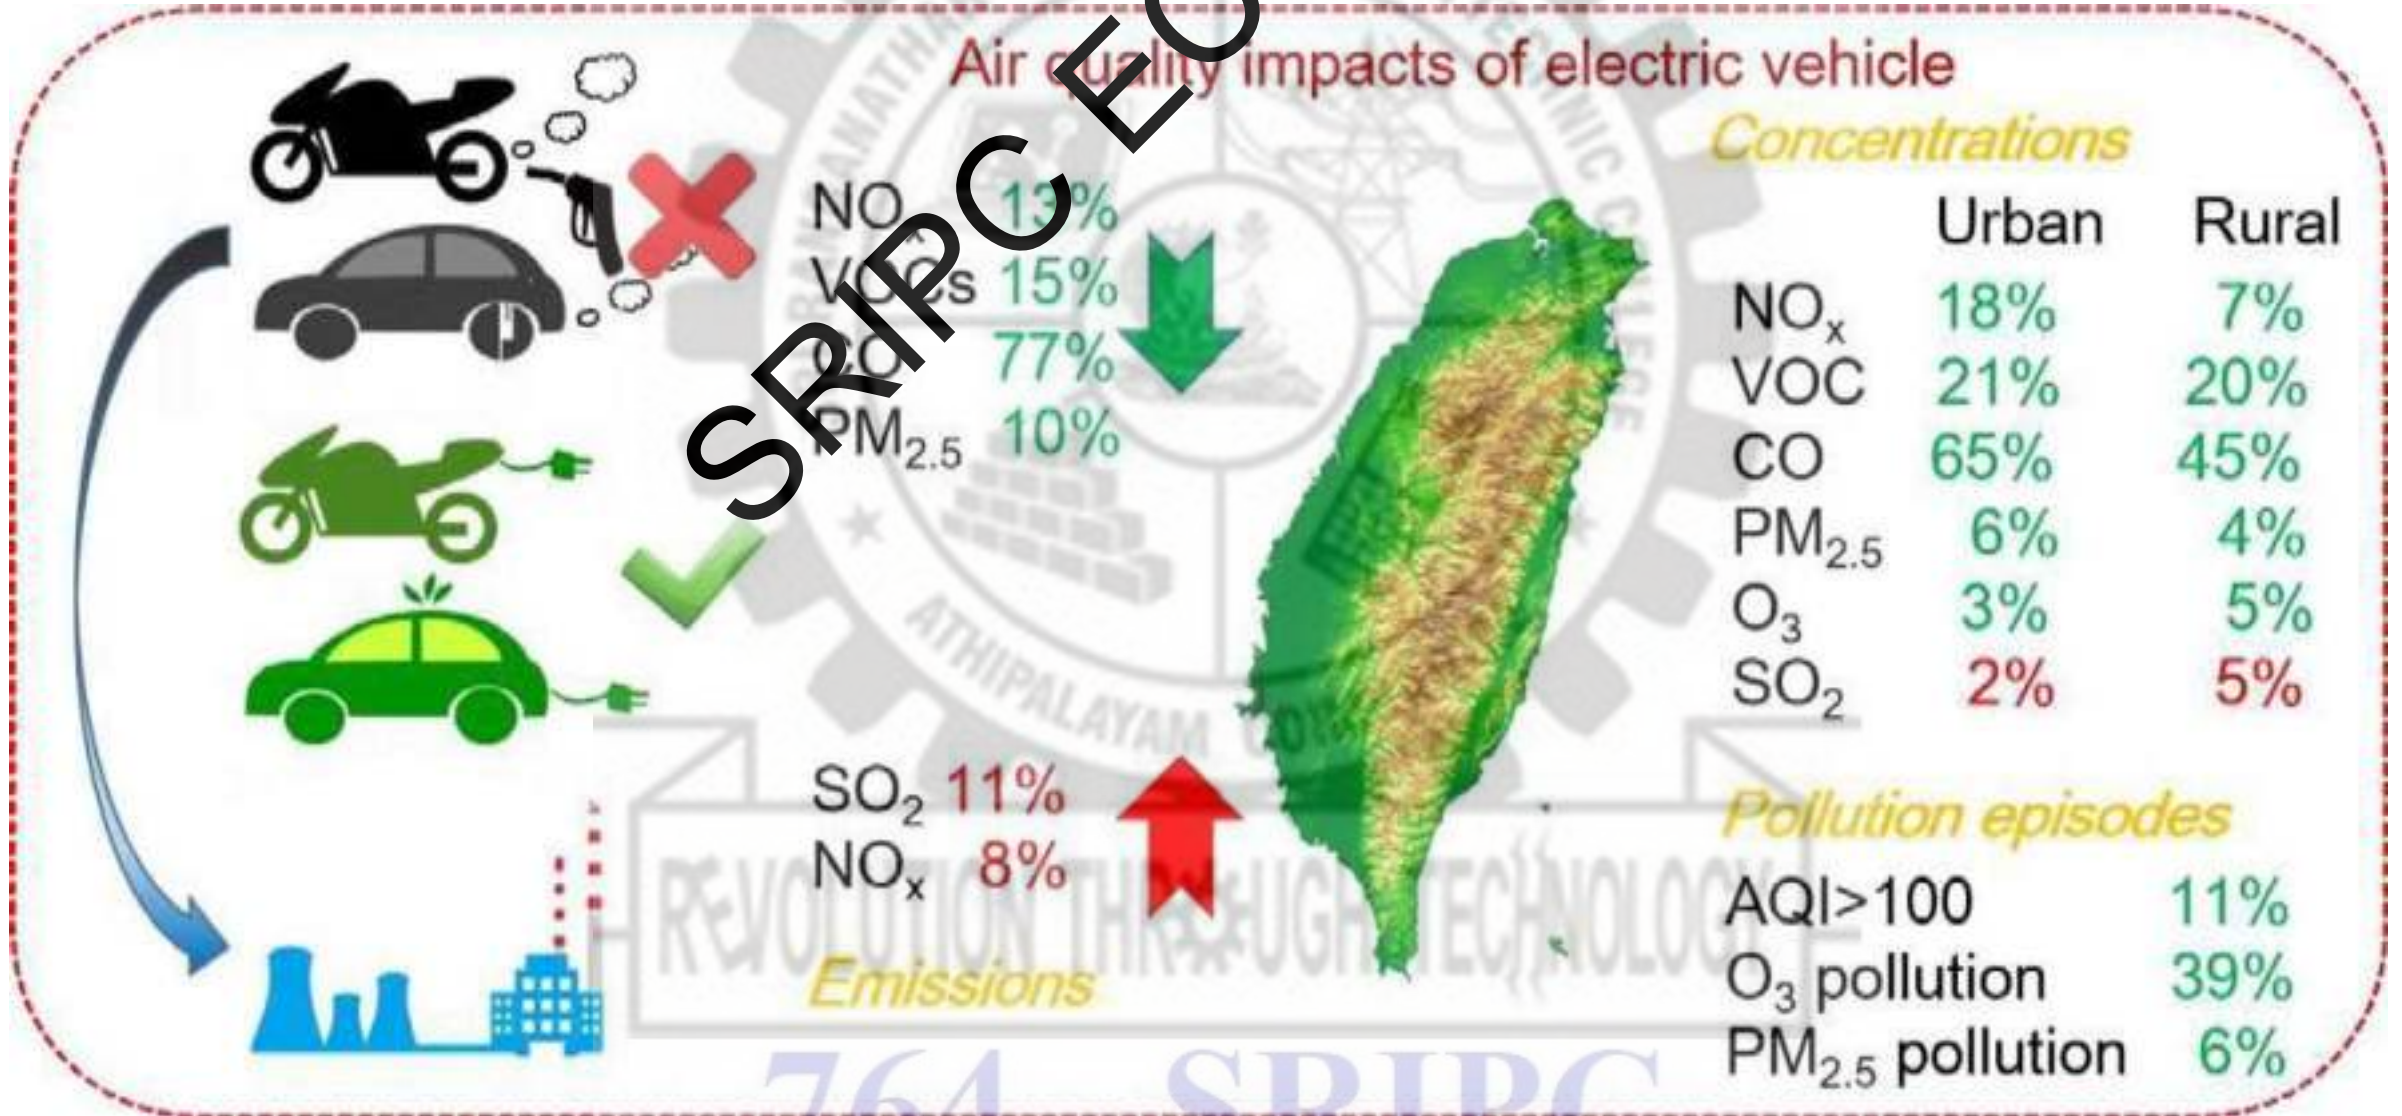 Air quality impacts of electric vehicle
NOₓ 13%
VOCs 15%
CO 77%
PM₂.₅ 10%
SO₂ 11%
NOₓ 8%
Emissions
Concentrations
Urban Rural
NOₓ 18% 7%
VOC 21% 20%
CO 65% 45%
PM₂.₅ 6% 4%
O₃ 3% 5%
SO₂ 2% 5%
Pollution episodes
AQI>100 11%
O₃ pollution 39%
PM₂.₅ pollution 6%
SRIPC
ATHIPALAYAM
REVOLUTION THROUGH TECHNOLOGY
764 SRIPC